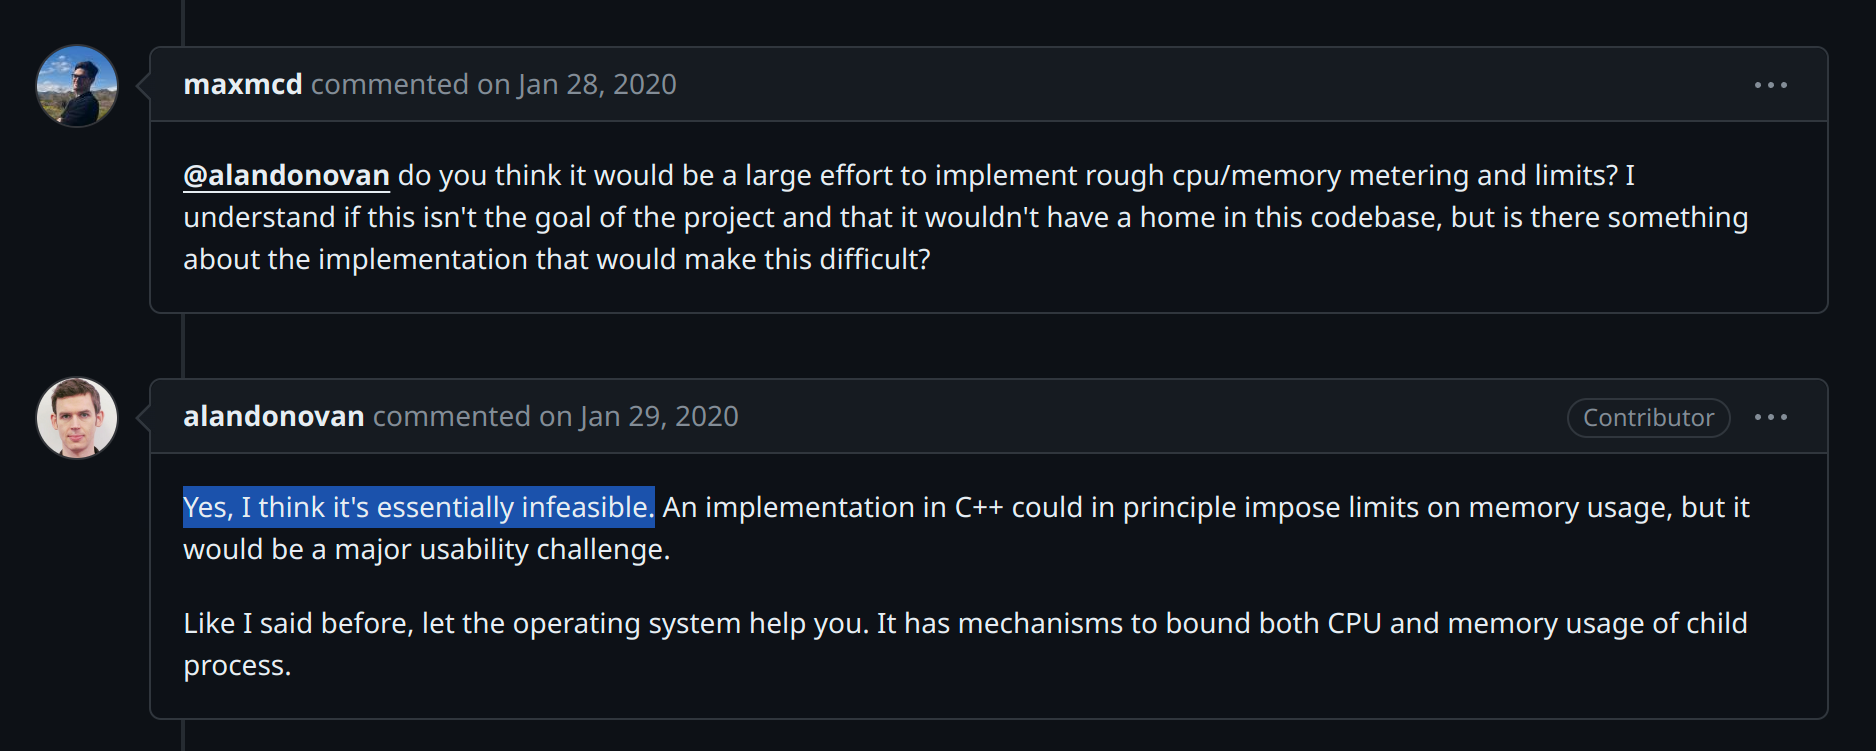 maxmcd commented on Jan 28, 2020
@alandonovan do you think it would be a large effort to implement rough cpu/memory metering and limits? I
understand if this isn't the goal of the project and that it wouldn't have a home in this codebase, but is there something
about the implementation that would make this difficult?
alandonovan commented on Jan 29, 2020
Contributor
Yes, I think it's essentially infeasible. An implementation in C++ could in principle impose limits on memory usage, but it
would be a major usability challenge.
Like I said before, let the operating system help you. It has mechanisms to bound both CPU and memory usage of child
process.